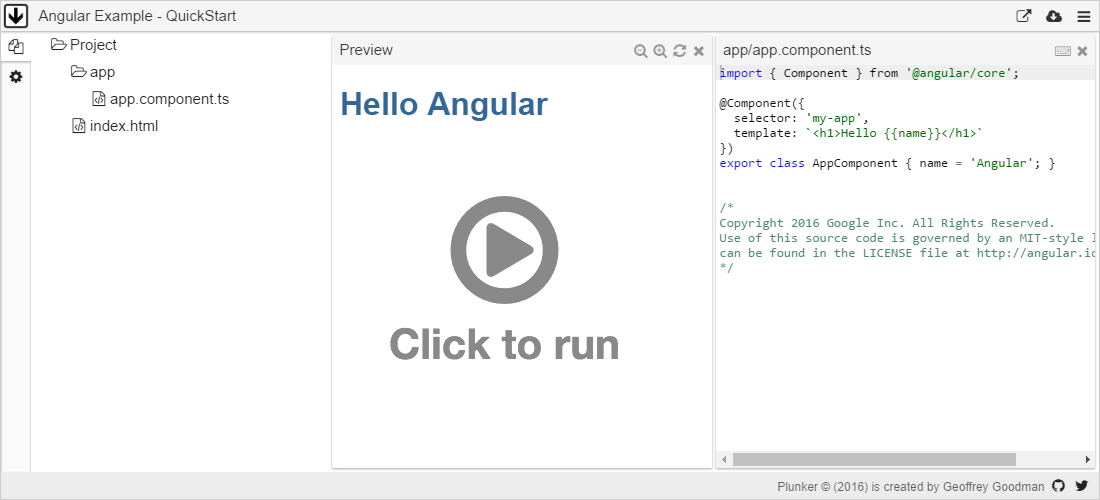 Angular Example - QuickStart
Project
app
app.component.ts
index.html
Preview
Hello Angular
Click to run
app/app.component.ts
import { Component } from '@angular/core';
@Component({
  selector: 'my-app',
  template: `<h1>Hello {{name}}</h1>`
})
export class AppComponent { name = 'Angular'; }
/*
Copyright 2016 Google Inc. All Rights Reserved.
Use of this source code is governed by an MIT-style
can be found in the LICENSE file at http://angular.io
*/
Plunker © (2016) is created by Geoffrey Goodman